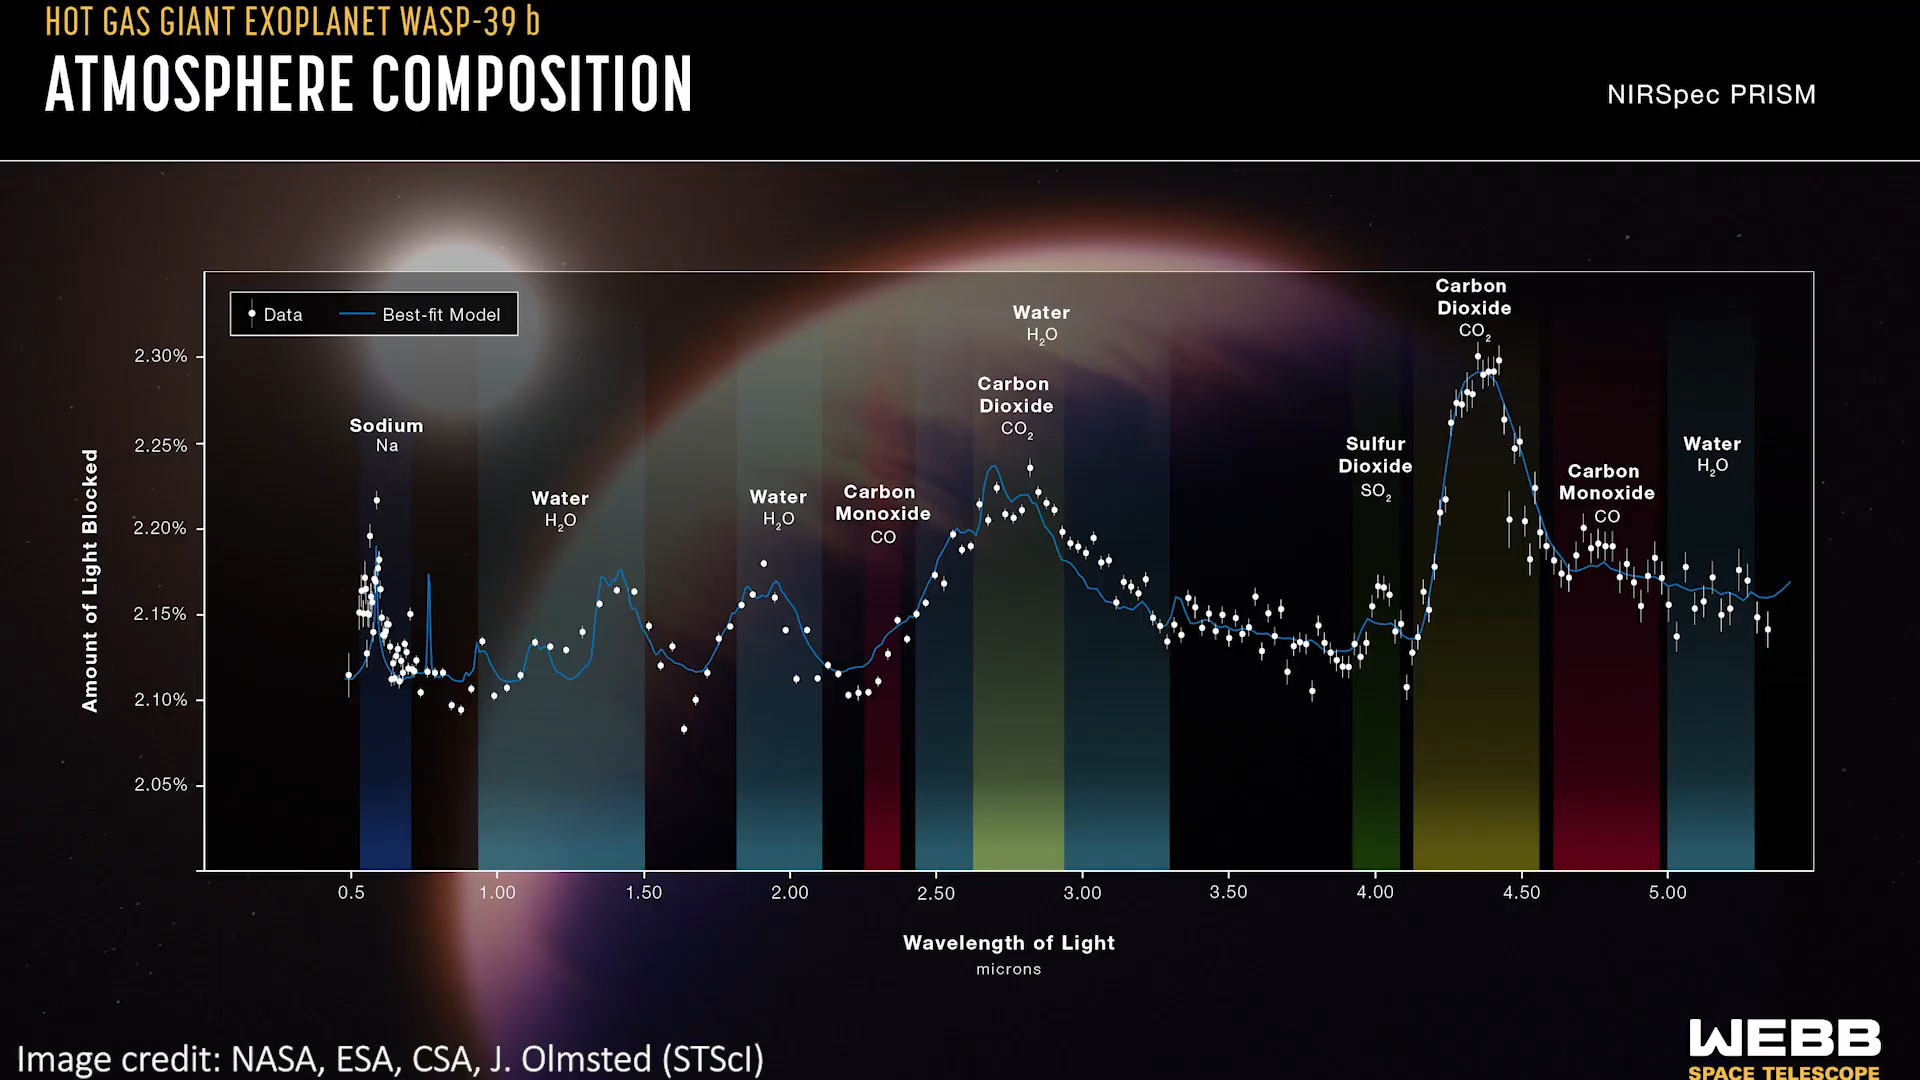 HOT GAS GIANT EXOPLANET WASP-39 b
ATMOSPHERE COMPOSITION
NIRSpec PRISM
Data
Best-fit Model
Amount of Light Blocked
2.30%
2.25%
2.20%
2.15%
2.10%
2.05%
Sodium
Na
Water
H₂O
Water
H₂O
Carbon
Monoxide
CO
Water
H₂O
Carbon
Dioxide
CO₂
Sulfur
Dioxide
SO₂
Carbon
Dioxide
CO₂
Carbon
Monoxide
CO
Water
H₂O
0.5
1.00
1.50
2.00
2.50
3.00
3.50
4.00
4.50
5.00
Wavelength of Light
microns
Image credit: NASA, ESA, CSA, J. Olmsted (STScI)
WEBB
SPACE TELESCOPE